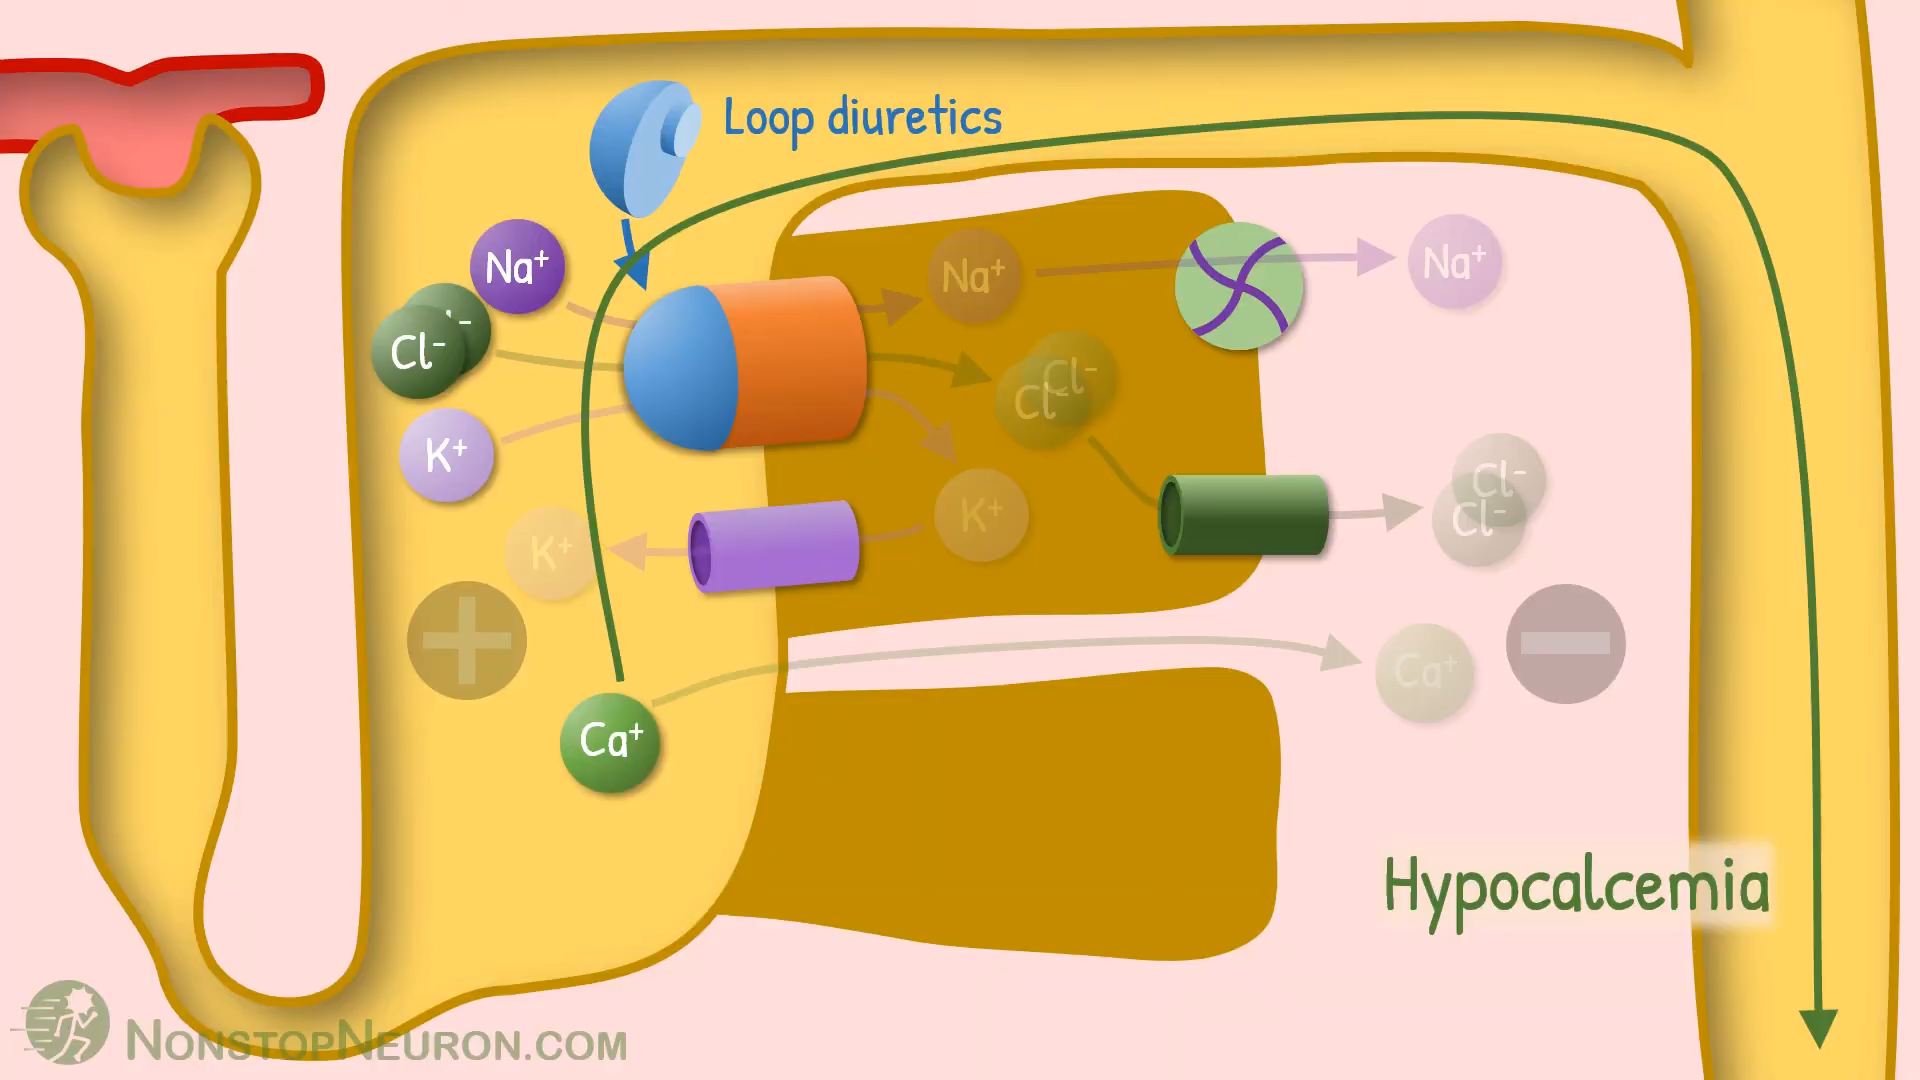 Loop diuretics
Na⁺
Na⁺
Na⁺
Cl⁻
Cl⁻
Cl⁻
K⁺
K⁺
K⁺
Cl⁻
Cl⁻
Ca⁺
Ca⁺
Hypocalcemia
NONSTOPNEURON.COM